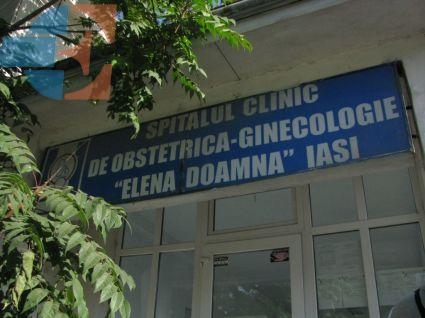 SPITALUL CLINIC
DE OBSTETRICA-GINECOLOGIE
"ELENA DOAMNA" IASI